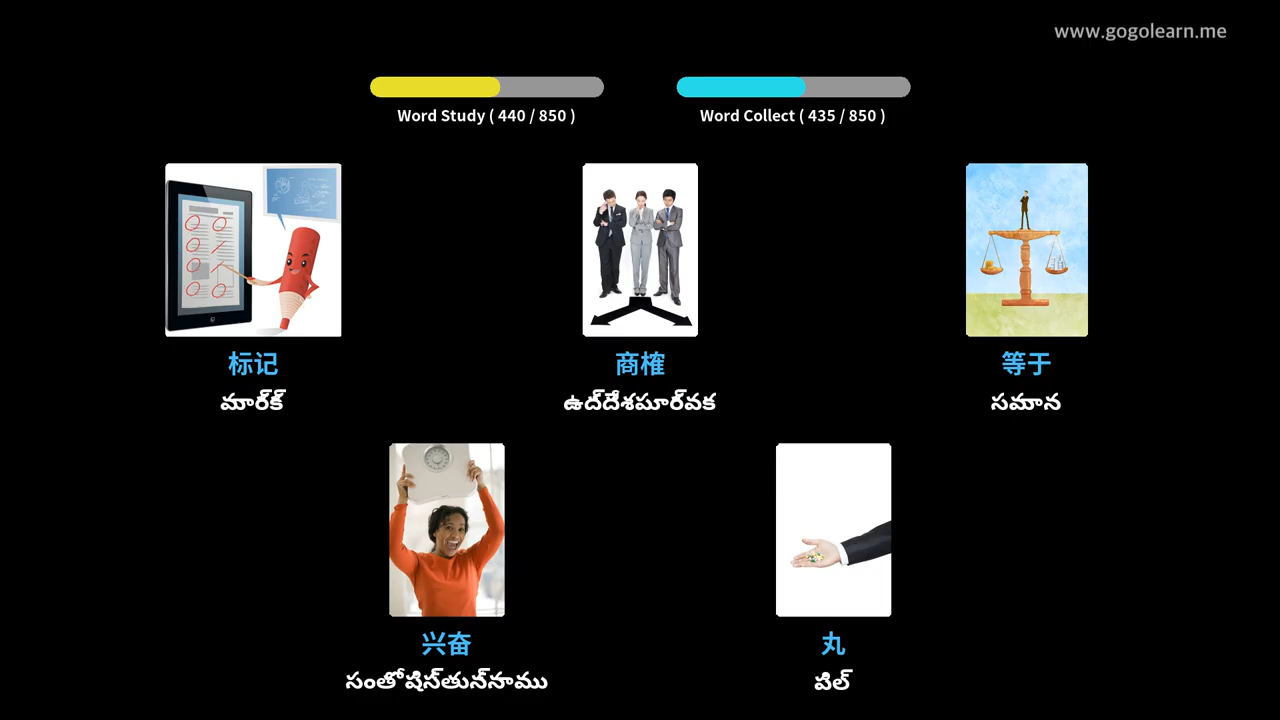 www.gogolearn.me
Word Study ( 440 / 850 )
Word Collect ( 435 / 850 )
标记
మార్‌క్
商榷
ఉద్‌దేశపూర్‌వక
等于
సమాన
兴奋
సంతోషిన్‌తున్‌నాము
丸
పిల్